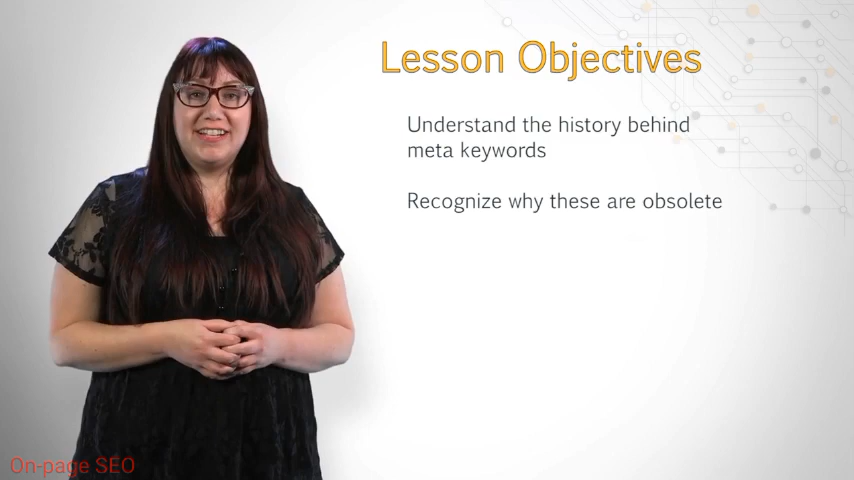 Lesson Objectives
Understand the history behind
meta keywords
Recognize why these are obsolete
On-page SEO